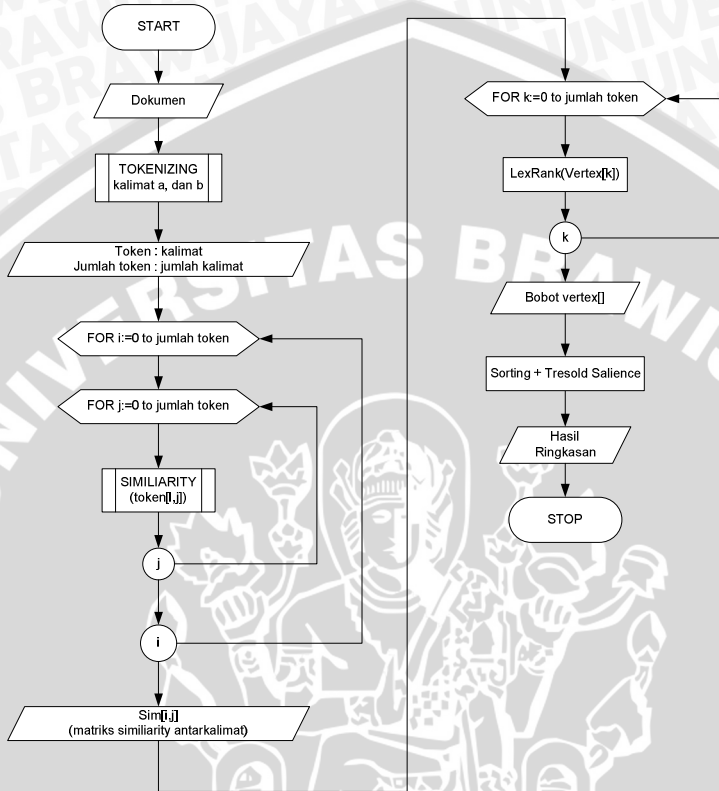 START
Dokumen
TOKENIZING
kalimat a, dan b
Token : kalimat
Jumlah token : jumlah kalimat
FOR i:=0 to jumlah token
FOR j:=0 to jumlah token
SIMILIARITY
(token[I,j])
j
i
Sim[i,j]
(matriks similiarity antarkalimat)
FOR k:=0 to jumlah token
LexRank(Vertex[k])
k
Bobot vertex[]
Sorting + Tresold Salience
Hasil
Ringkasan
STOP
UNIVERSITAS BRAWI